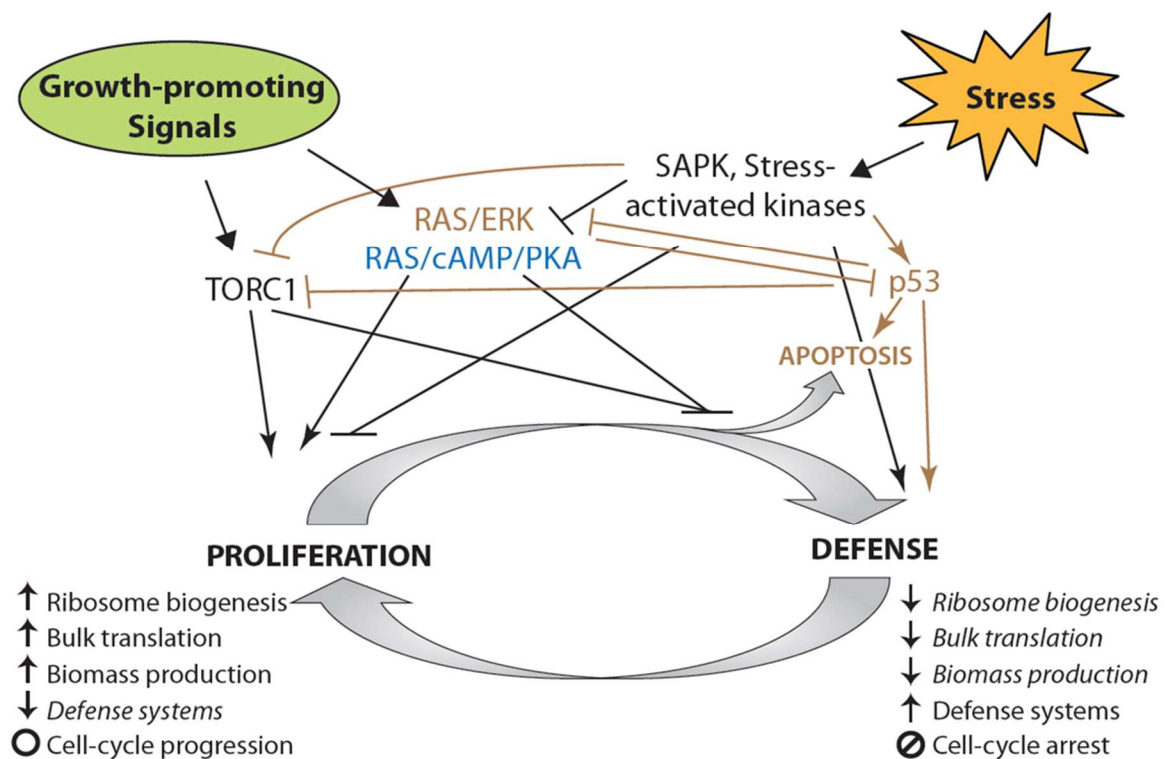 Growth-promoting
Signals
Stress
SAPK, Stress-
activated kinases
RAS/ERK
RAS/cAMP/PKA
TORC1
p53
APOPTOSIS
PROLIFERATION
Ribosome biogenesis
Bulk translation
Biomass production
Defense systems
Cell-cycle progression
DEFENSE
Ribosome biogenesis
Bulk translation
Biomass production
Defense systems
Cell-cycle arrest